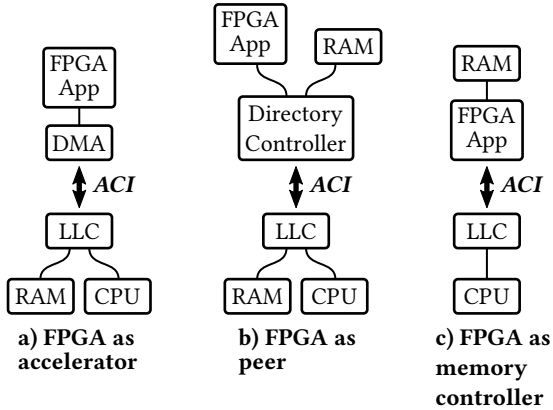 FPGA
App
DMA
ACI
LLC
RAM
CPU
a) FPGA as
accelerator
FPGA
App
RAM
Directory
Controller
ACI
LLC
RAM
CPU
b) FPGA as
peer
RAM
FPGA
App
ACI
LLC
CPU
c) FPGA as
memory
controller